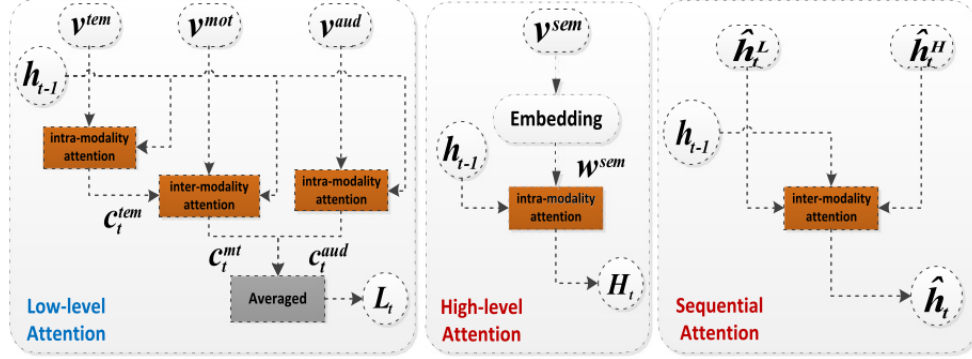 v^tem v^mot v^aud
h_t-1
intra-modality
attention
inter-modality
attention
intra-modality
attention
c_t^tem
c_t^mt c_t^aud
Averaged
L_t
Low-level
Attention
v^sem
Embedding
h_t-1
w^sem
intra-modality
attention
H_t
High-level
Attention
ĥ_t^L ĥ_t^H
h_t-1
inter-modality
attention
ĥ_t
Sequential
Attention